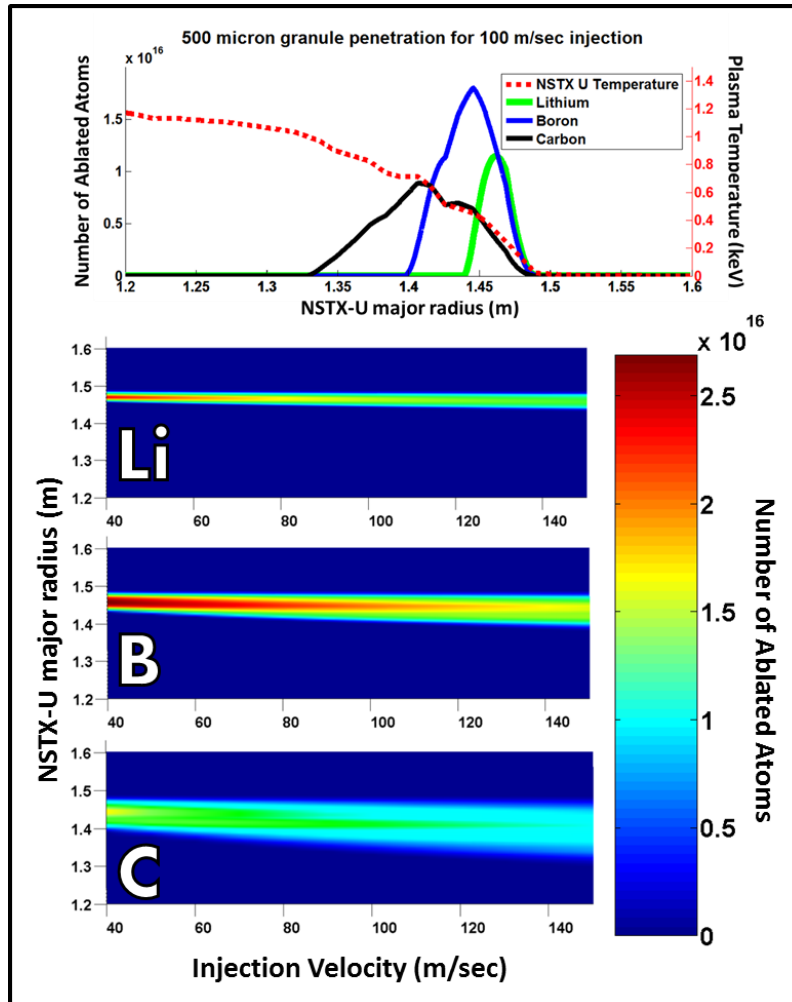 500 micron granule penetration for 100 m/sec injection
x 10^16
Number of Ablated Atoms
1.5
1
0.5
0
NSTX U Temperature
Lithium
Boron
Carbon
1.4
1.2
1
0.8
0.6
0.4
0.2
0
Plasma Temperature (keV)
1.2 1.25 1.3 1.35 1.4 1.45 1.5 1.55 1.6
NSTX-U major radius (m)
NSTX-U major radius (m)
1.6
1.5
1.4
1.3
1.2
Li
40 60 80 100 120 140
1.6
1.5
1.4
1.3
1.2
B
40 60 80 100 120 140
1.6
1.5
1.4
1.3
1.2
C
40 60 80 100 120 140
Injection Velocity (m/sec)
x 10^16
2.5
2
1.5
1
0.5
0
Number of Ablated Atoms